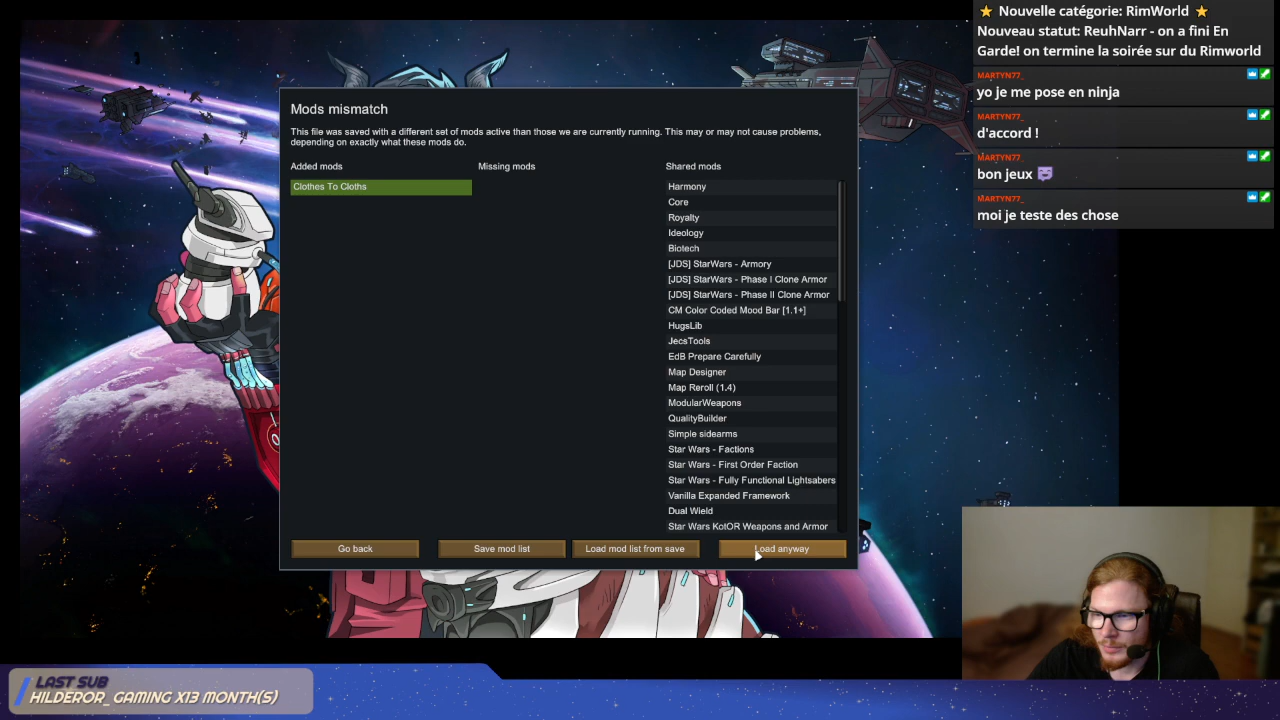 ⭐ Nouvelle catégorie: RimWorld ⭐
Nouveau statut: ReuhNarr - on a fini En
Garde! on termine la soirée sur du Rimworld
MARTYN77_
yo je me pose en ninja
MARTYN77_
d'accord !
MARTYN77_
bon jeux
MARTYN77_
moi je teste des chose
Mods mismatch
This file was saved with a different set of mods active than those we are currently running. This may or may not cause problems,
depending on exactly what these mods do.
Added mods
Clothes To Cloths
Missing mods
Shared mods
Harmony
Core
Royalty
Ideology
Biotech
[JDS] StarWars - Armory
[JDS] StarWars - Phase I Clone Armor
[JDS] StarWars - Phase II Clone Armor
CM Color Coded Mood Bar [1.1+]
HugsLib
JecsTools
EdB Prepare Carefully
Map Designer
Map Reroll (1.4)
ModularWeapons
QualityBuilder
Simple sidearms
Star Wars - Factions
Star Wars - First Order Faction
Star Wars - Fully Functional Lightsabers
Vanilla Expanded Framework
Dual Wield
Star Wars KotOR Weapons and Armor
Go back
Save mod list
Load mod list from save
Load anyway
LAST SUB
HILDEROR_GAMING X13 MONTH(S)